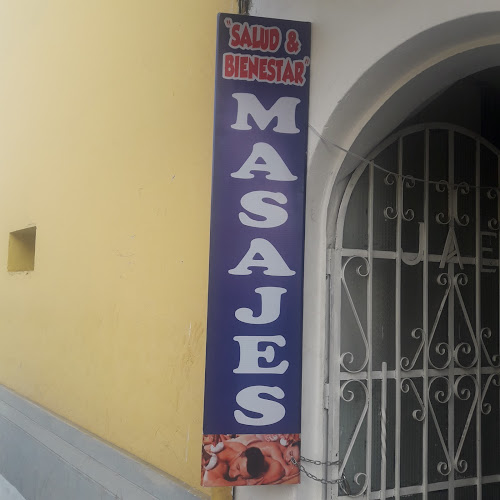 "SALUD &
BIENESTAR"
MASAJES